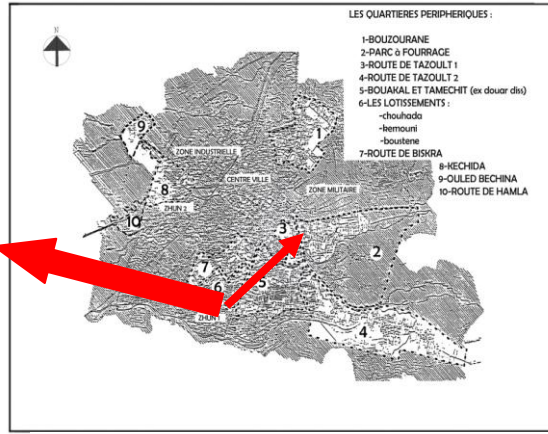 LES QUARTIERES PERIPHERIQUES :
1-BOUZOURANE
2-PARC à FOURRAGE
3-ROUTE DE TAZOULT 1
4-ROUTE DE TAZOULT 2
5-BOUAKAL ET TAMECHIT (ex douar diss)
6-LES LOTISSEMENTS :
-chouhada
-kemouni
-boustene
7-ROUTE DE BISKRA
8-KECHIDA
9-OULED BECHINA
10-ROUTE DE HAMLA
9
1
ZONE INDUSTRIELLE
CENTRE VILLE
ZONE MILITAIRE
8
ZHUN 2
10
3
2
7
6
5
ZHUN 1
4